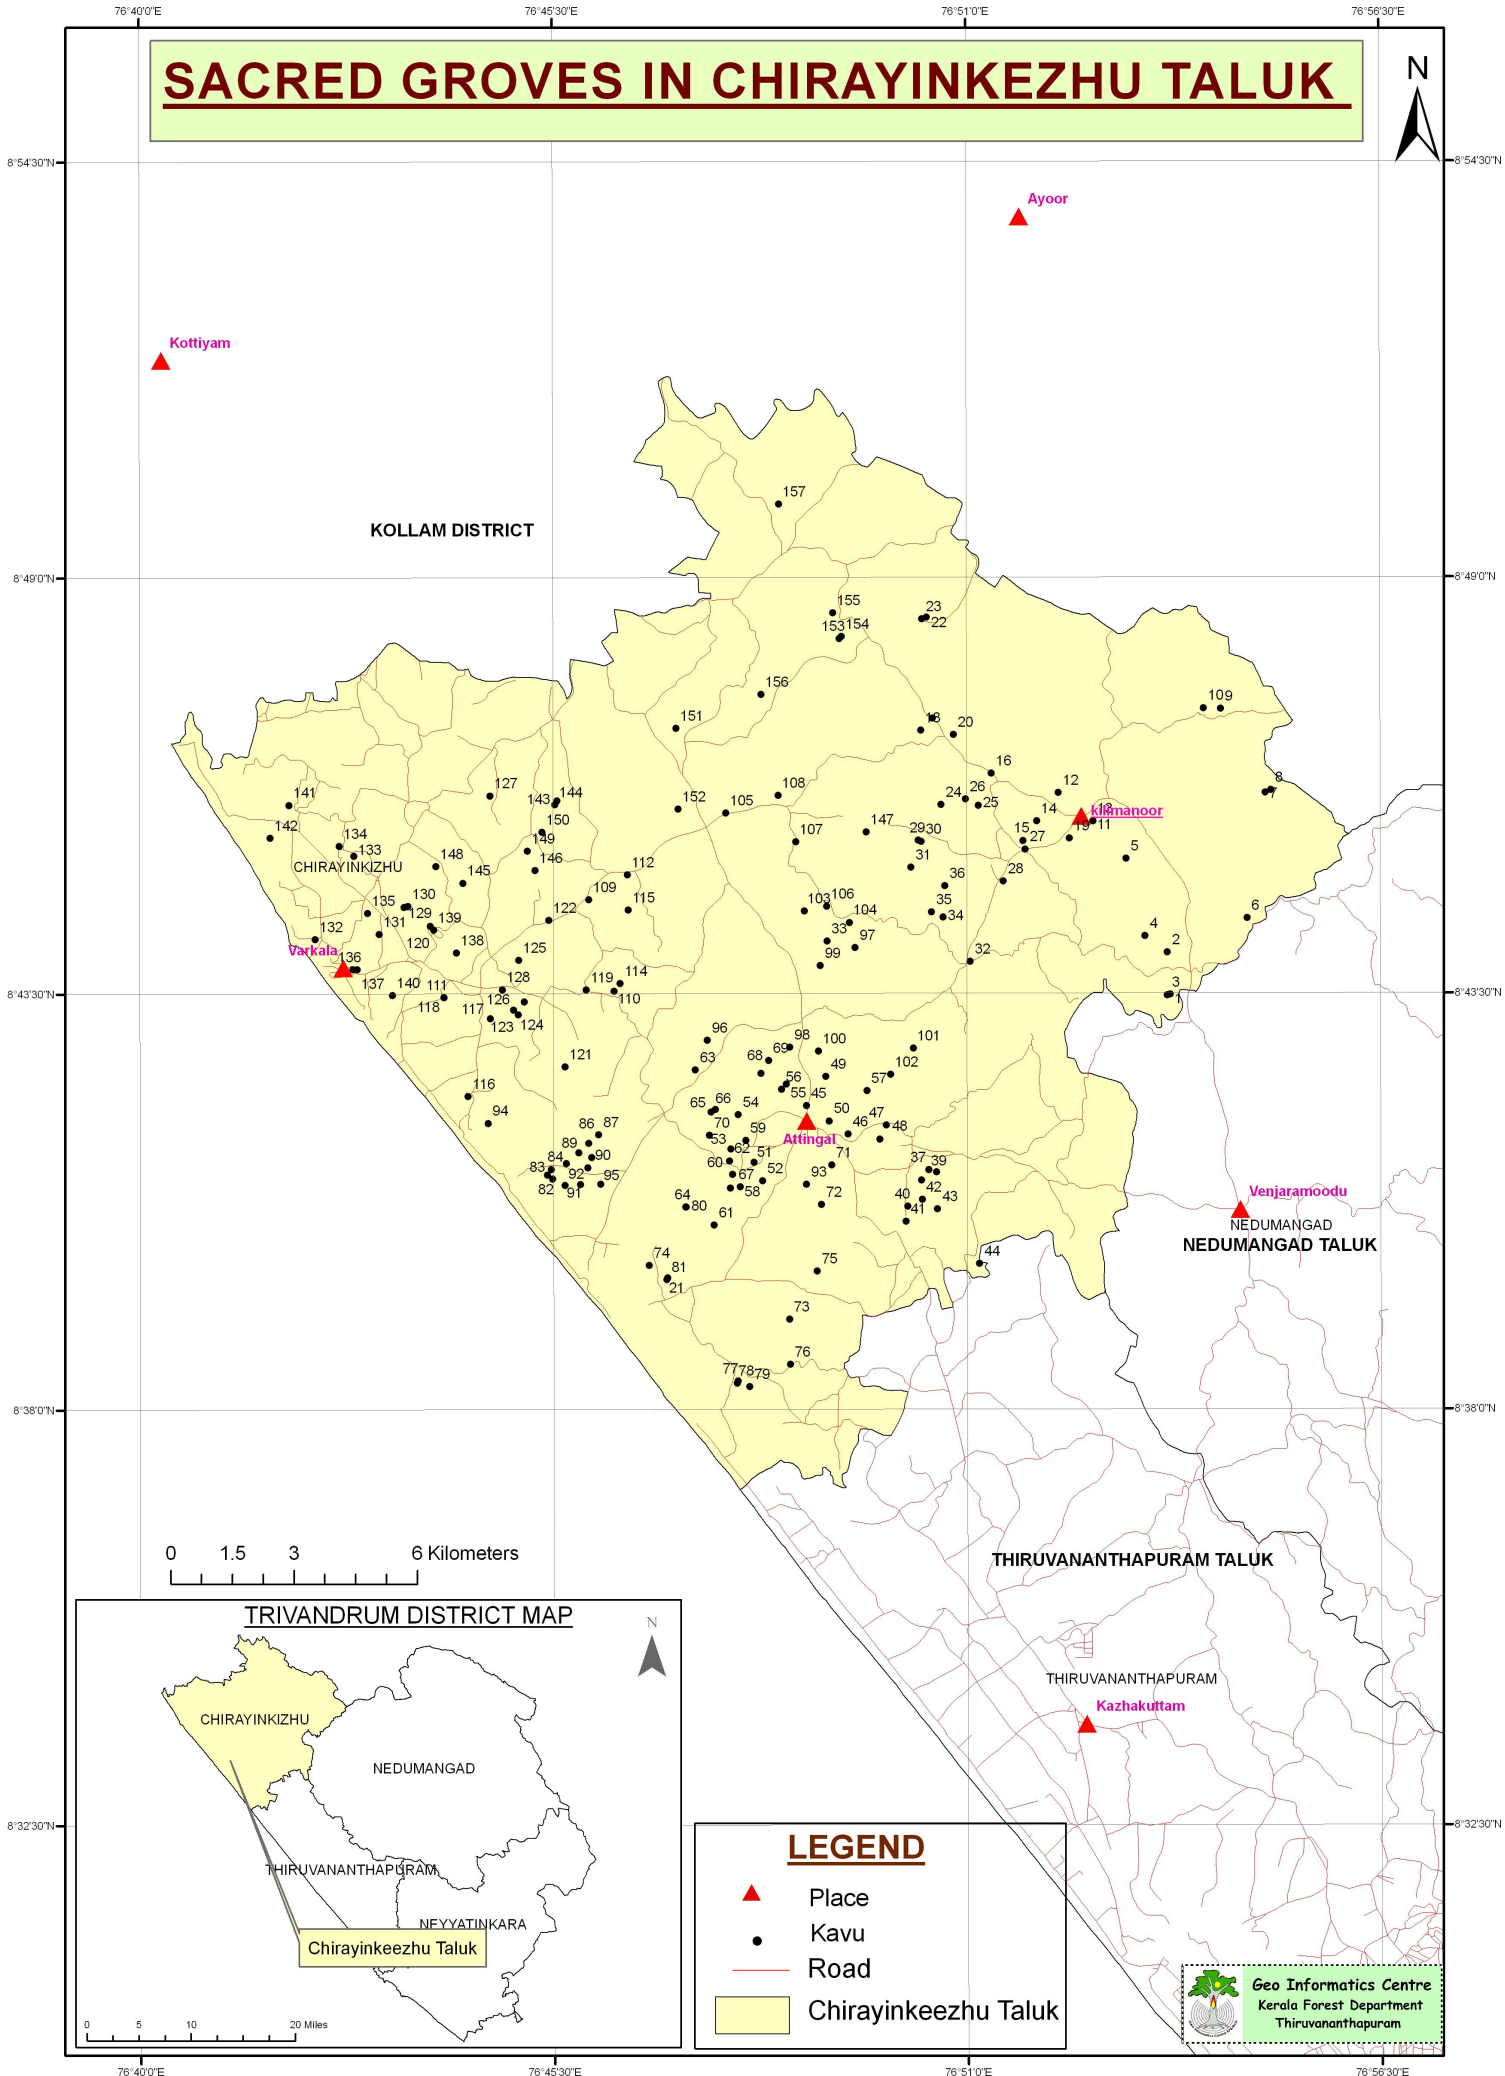 76°40'0"E 76°45'30"E 76°51'0"E 76°56'30"E
SACRED GROVES IN CHIRAYINKEZHU TALUK
N
8°54'30"N 8°54'30"N
Ayoor
Kottiyam
157
KOLLAM DISTRICT
8°49'0"N 8°49'0"N
155 23
153 154 22
156
109 9
151 18 20
16
8
127 108 12 7
141 143 144 152 105 24 26 25 14 kilimanoor 13
142 134 150 107 147 29 30 15 27 19 11
133 149 5
CHIRAYINKIZHU 148 146 112 31
145 109 36 28
135 130 115 103 106 35 6
129 122 104 34
132 131 139 33 4
120 97 2
Varkala 138 125 99 32
136
137 140 111 128 119 114 3
118 126 110 1
8°43'30"N 8°43'30"N
117 123 124
96 98 100 101
68 69
121 63 49 102
56 57
116 55 45
65 66 54 50 47
94 70 46 48
86 87 53 59 Attingal
89 62
84 90 60 51 71 37 39
83 92 95 67 52 93
82 91 58 42
64 80 72 40 43
61 41
Venjaramoodu
NEDUMANGAD
NEDUMANGAD TALUK
74 81 75 44
21
73
76
77 78 79
8°38'0"N 8°38'0"N
0 1.5 3 6 Kilometers
THIRUVANANTHAPURAM TALUK
TRIVANDRUM DISTRICT MAP
N
THIRUVANANTHAPURAM
Kazhakuttam
CHIRAYINKIZHU
NEDUMANGAD
8°32'30"N 8°32'30"N
THIRUVANANTHAPURAM
NEYYATINKARA
Chirayinkeezhu Taluk
0 5 10 20 Miles
LEGEND
Place
Kavu
Road
Chirayinkeezhu Taluk
Geo Informatics Centre
Kerala Forest Department
Thiruvananthapuram
76°40'0"E 76°45'30"E 76°51'0"E 76°56'30"E